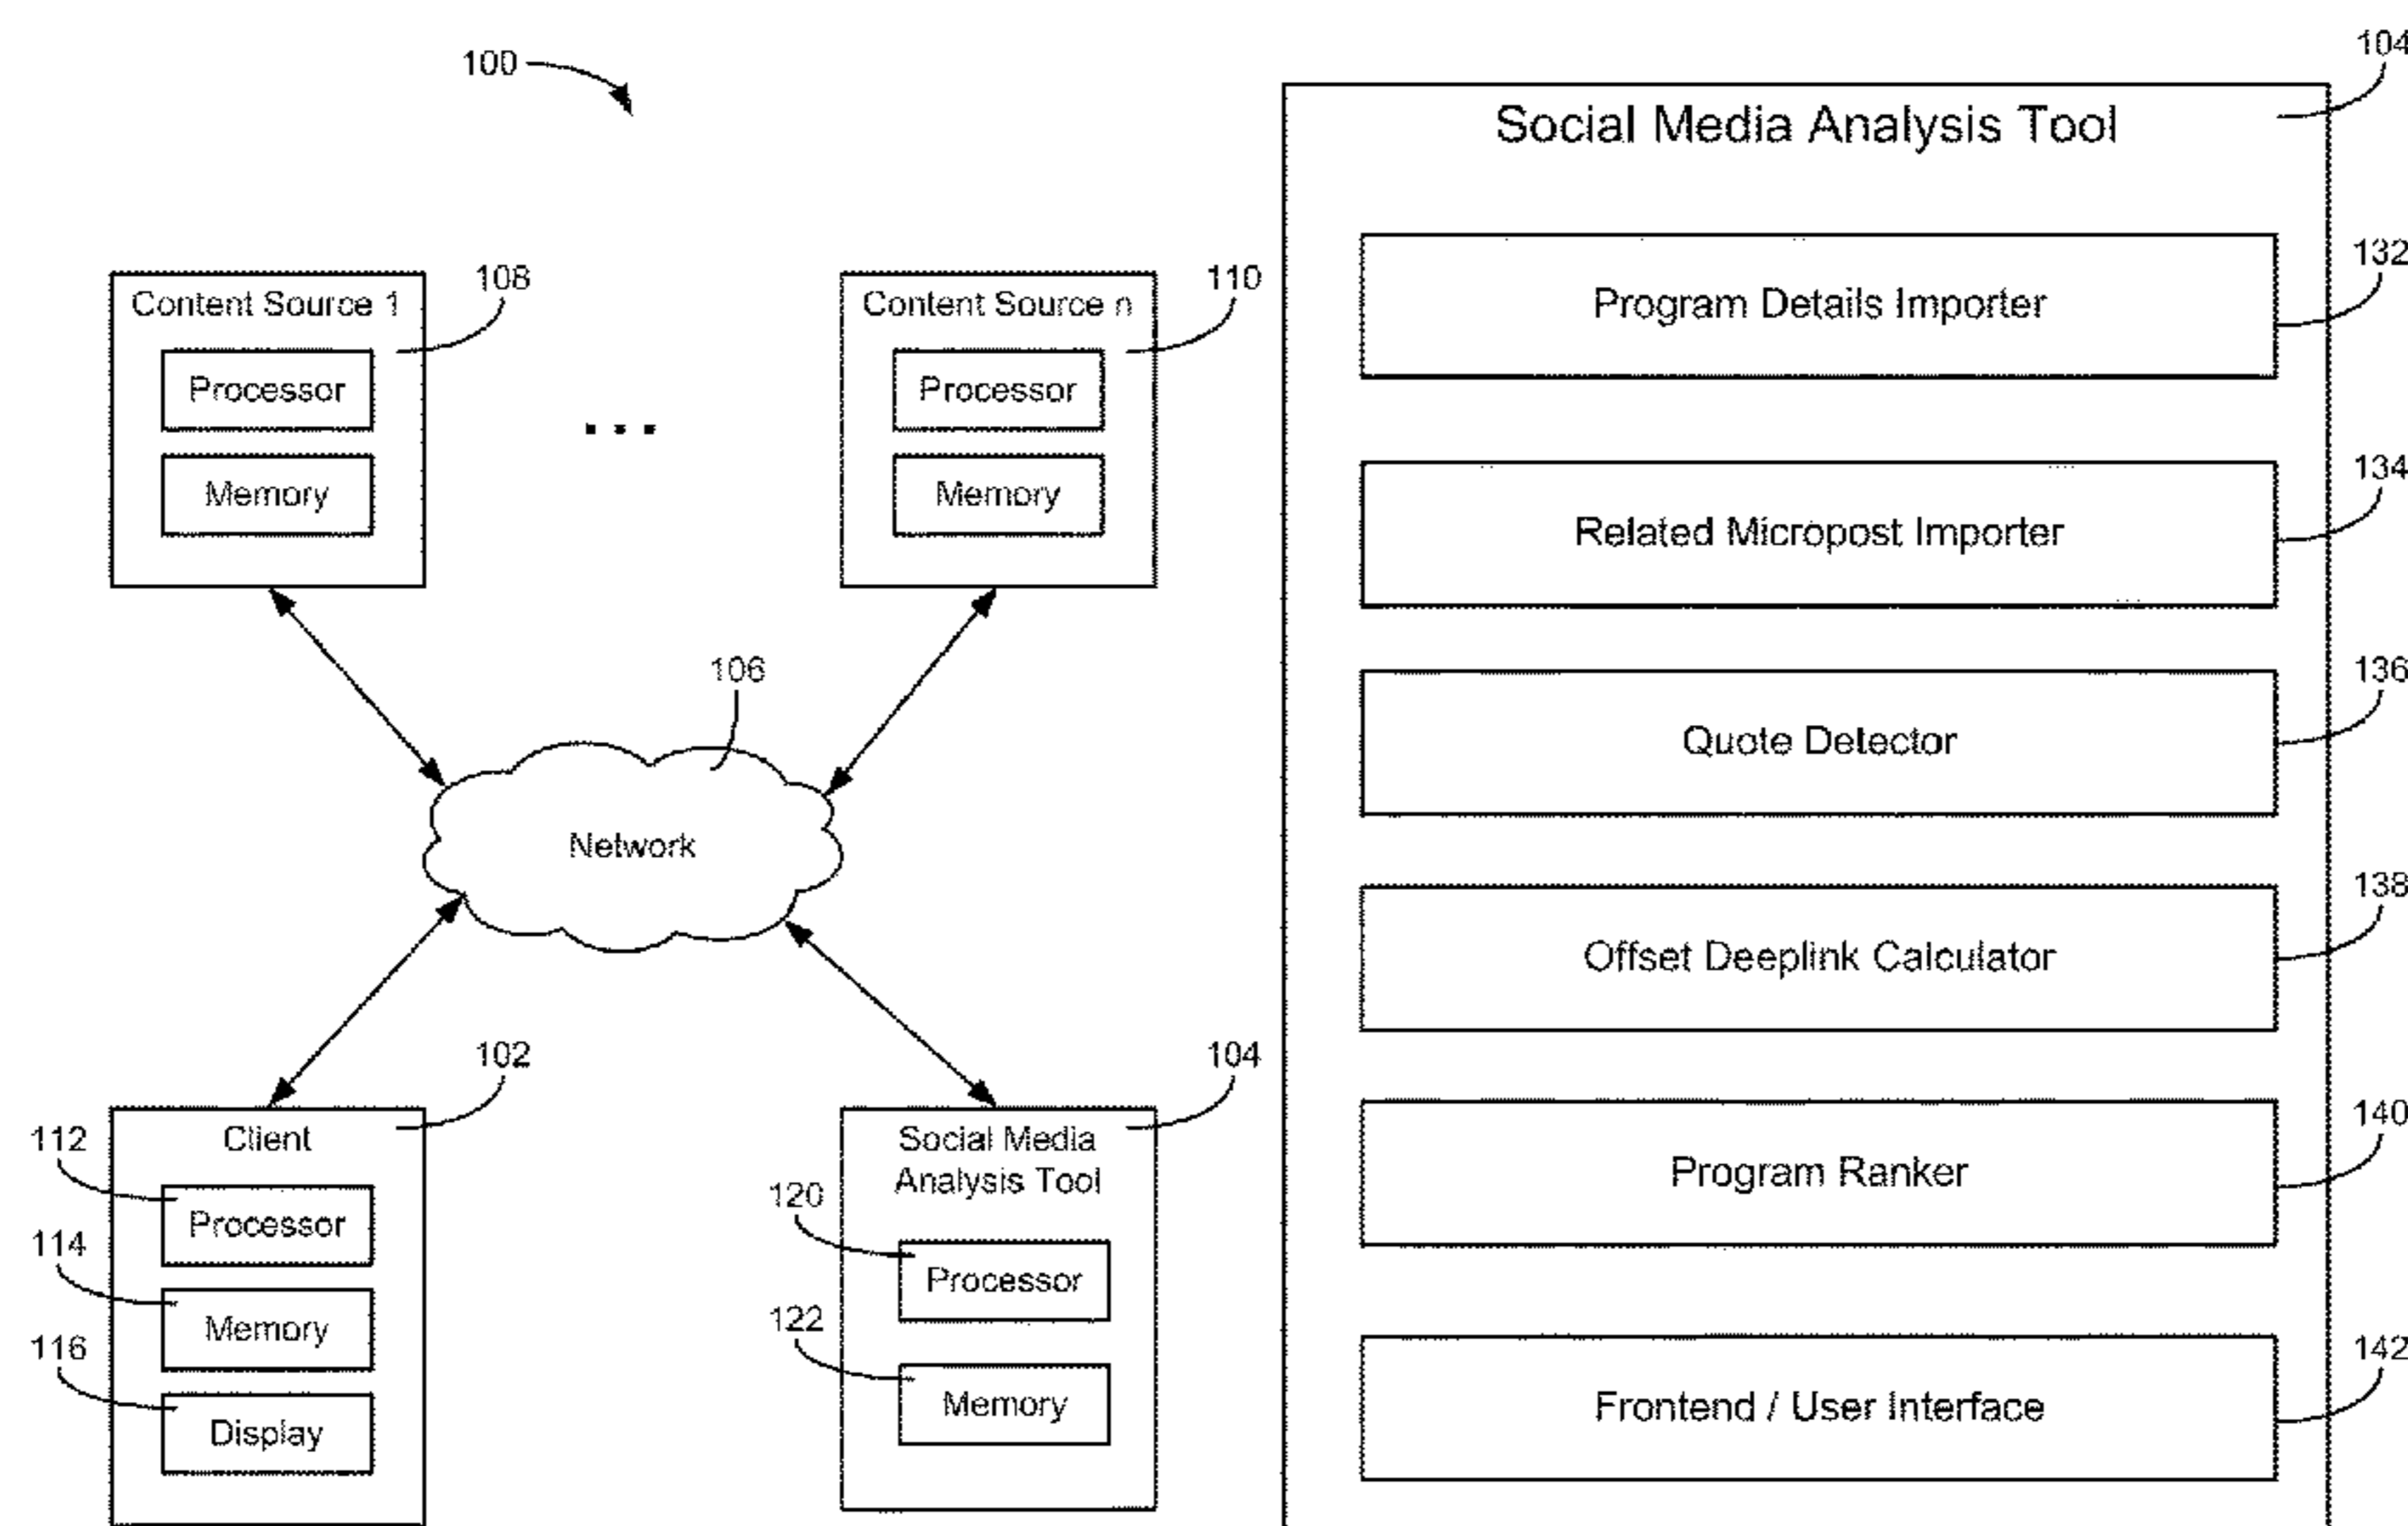 100
Content Source 1
108
Processor
Memory
...
Content Source n
110
Processor
Memory
106
Network
102
Client
112
Processor
114
Memory
116
Display
104
Social Media
Analysis Tool
120
Processor
122
Memory
104
Social Media Analysis Tool
132
Program Details Importer
134
Related Micropost Importer
136
Quote Detector
138
Offset Deeplink Calculator
140
Program Ranker
142
Frontend / User Interface